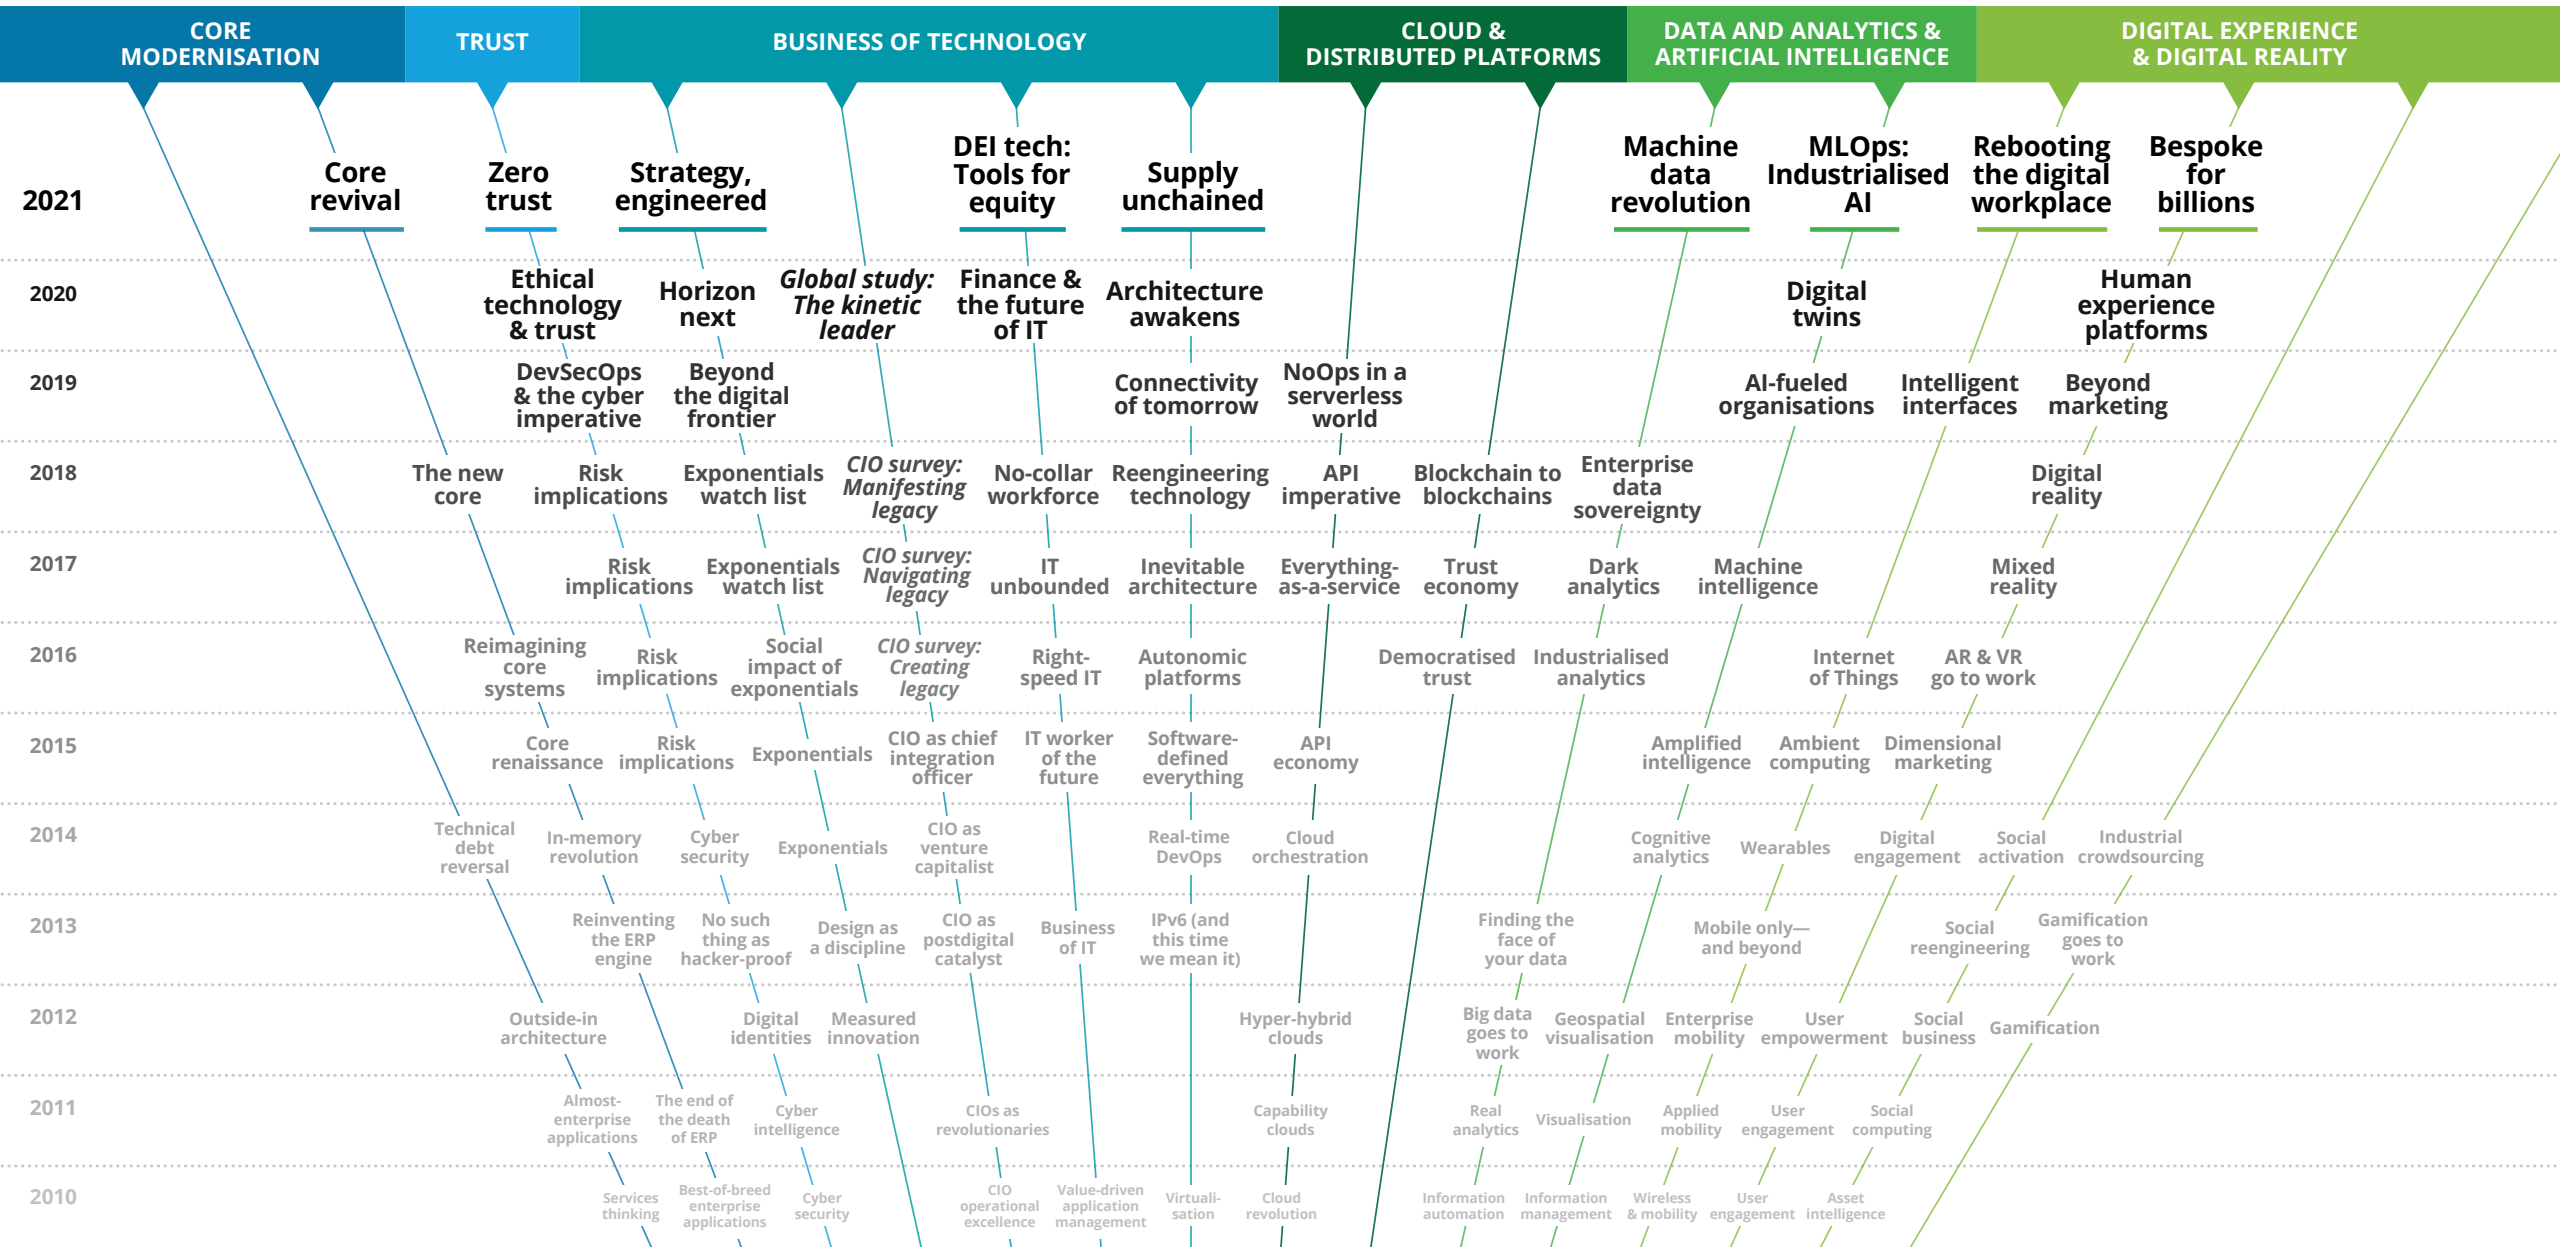 CORE
MODERNISATION
TRUST
BUSINESS OF TECHNOLOGY
CLOUD &
DISTRIBUTED PLATFORMS
DATA AND ANALYTICS &
ARTIFICIAL INTELLIGENCE
DIGITAL EXPERIENCE
& DIGITAL REALITY
2021
Core
revival
Zero
trust
Strategy,
engineered
DEI tech:
Tools for
equity
Supply
unchained
Machine
data
revolution
MLOps:
Industrialised
AI
Rebooting
the digital
workplace
Bespoke
for
billions
2020
Ethical
technology
& trust
Horizon
next
Global study:
The kinetic
leader
Finance &
the future
of IT
Architecture
awakens
Digital
twins
Human
experience
platforms
2019
DevSecOps
& the cyber
imperative
Beyond
the digital
frontier
Connectivity
of tomorrow
NoOps in a
serverless
world
AI-fueled
organisations
Intelligent
interfaces
Beyond
marketing
2018
The new
core
Risk
implications
Exponentials
watch list
CIO survey:
Manifesting
legacy
No-collar
workforce
Reengineering
technology
API
imperative
Blockchain to
blockchains
Enterprise
data
sovereignty
Digital
reality
2017
Risk
implications
Exponentials
watch list
CIO survey:
Navigating
legacy
IT
unbounded
Inevitable
architecture
Everything-
as-a-service
Trust
economy
Dark
analytics
Machine
intelligence
Mixed
reality
2016
Reimagining
core
systems
Risk
implications
Social
impact of
exponentials
CIO survey:
Creating
legacy
Right-
speed IT
Autonomic
platforms
Democratised
trust
Industrialised
analytics
Internet
of Things
AR & VR
go to work
2015
Core
renaissance
Risk
implications
Exponentials
CIO as chief
integration
officer
IT worker
of the
future
Software-
defined
everything
API
economy
Amplified
intelligence
Ambient
computing
Dimensional
marketing
2014
Technical
debt
reversal
In-memory
revolution
Cyber
security
Exponentials
CIO as
venture
capitalist
Real-time
DevOps
Cloud
orchestration
Cognitive
analytics
Wearables
Digital
engagement
Social
activation
Industrial
crowdsourcing
2013
Reinventing
the ERP
engine
No such
thing as
hacker-proof
Design as
a discipline
CIO as
postdigital
catalyst
Business
of IT
IPv6 (and
this time
we mean it)
Finding the
face of
your data
Mobile only—
and beyond
Social
reengineering
Gamification
goes to
work
2012
Outside-in
architecture
Digital
identities
Measured
innovation
Hyper-hybrid
clouds
Big data
goes to
work
Geospatial
visualisation
Enterprise
mobility
User
empowerment
Social
business
Gamification
2011
Almost-
enterprise
applications
The end of
the death
of ERP
Cyber
intelligence
CIOs as
revolutionaries
Capability
clouds
Real
analytics
Visualisation
Applied
mobility
User
engagement
Social
computing
2010
Services
thinking
Best-of-breed
enterprise
applications
Cyber
security
CIO
operational
excellence
Value-driven
application
management
Virtuali-
sation
Cloud
revolution
Information
automation
Information
management
Wireless
& mobility
User
engagement
Asset
intelligence